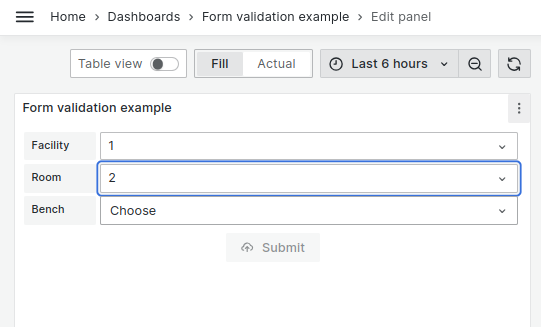 Home > Dashboards > Form validation example > Edit panel
Table view Fill Actual Last 6 hours
Form validation example
Facility 1
Room 2
Bench Choose
Submit